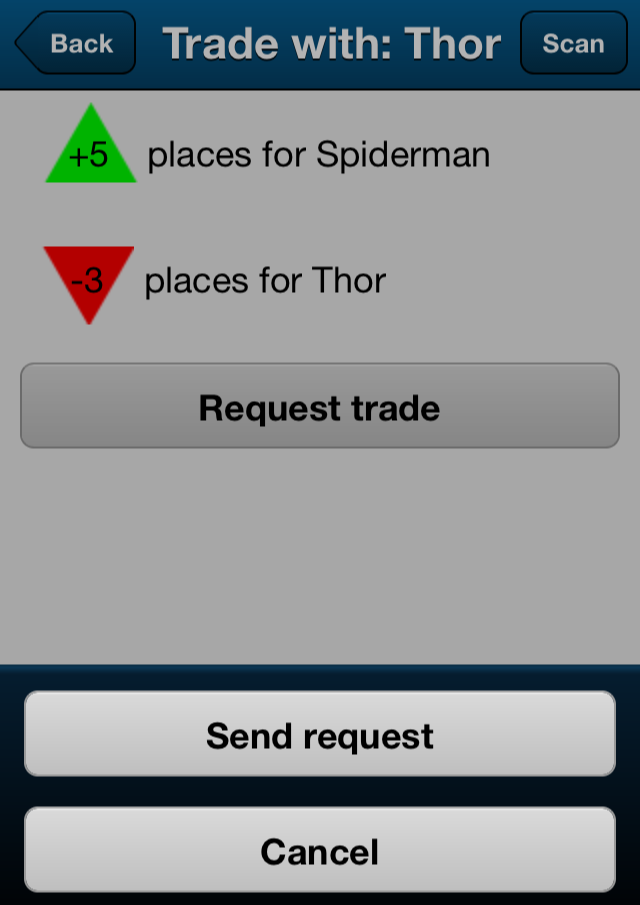 Back
Trade with: Thor
Scan
+5 places for Spiderman
-3 places for Thor
Request trade
Send request
Cancel